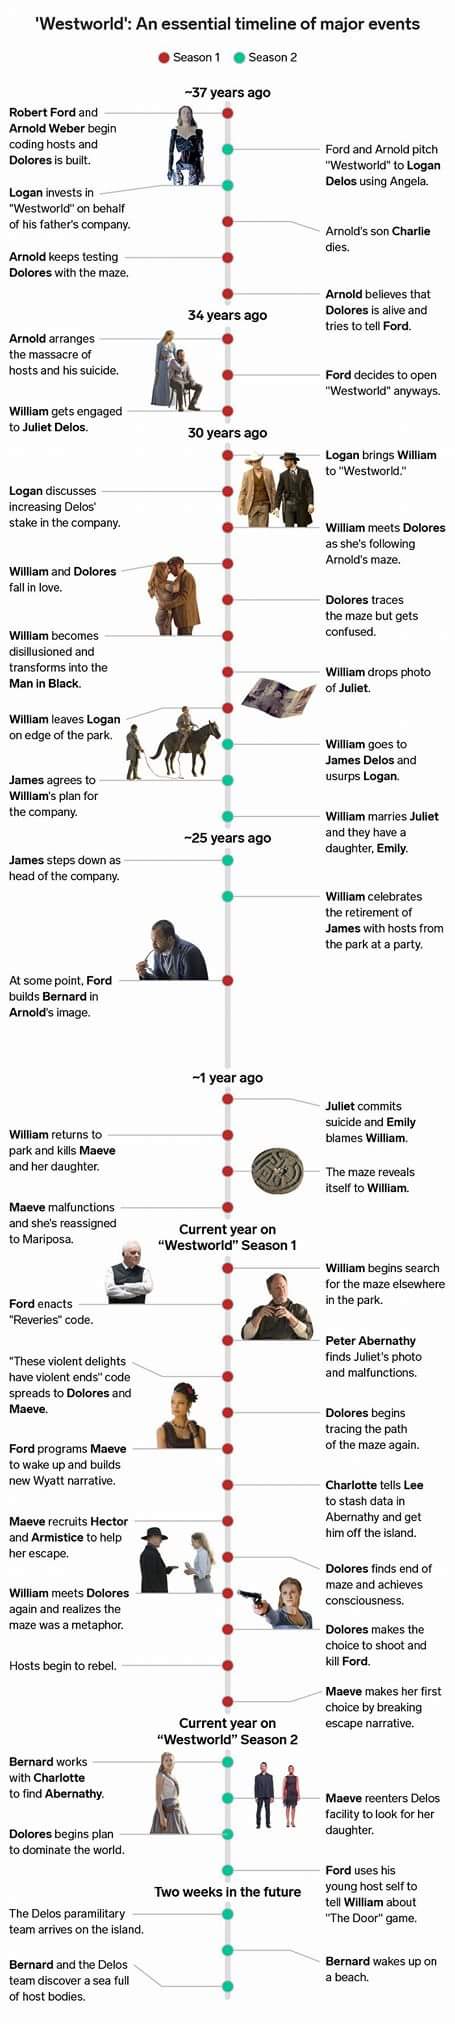 'Westworld': An essential timeline of major events
Season 1
Season 2
~37 years ago
Robert Ford and
Arnold Weber begin
coding hosts and
Dolores is built.
Ford and Arnold pitch
"Westworld" to Logan
Delos using Angela.
Logan invests in
"Westworld" on behalf
of his father's company.
Arnold's son Charlie
dies.
Arnold keeps testing
Dolores with the maze.
Arnold believes that
Dolores is alive and
tries to tell Ford.
34 years ago
Arnold arranges
the massacre of
hosts and his suicide.
Ford decides to open
"Westworld" anyways.
William gets engaged
to Juliet Delos.
30 years ago
Logan brings William
to "Westworld."
Logan discusses
increasing Delos'
stake in the company.
William meets Dolores
as she's following
Arnold's maze.
William and Dolores
fall in love.
Dolores traces
the maze but gets
confused.
William becomes
disillusioned and
transforms into the
Man in Black.
William drops photo
of Juliet.
William leaves Logan
on edge of the park.
William goes to
James Delos and
usurps Logan.
James agrees to
William's plan for
the company.
William marries Juliet
and they have a
daughter, Emily.
~25 years ago
James steps down as
head of the company.
William celebrates
the retirement of
James with hosts from
the park at a party.
At some point, Ford
builds Bernard in
Arnold's image.
~1 year ago
Juliet commits
suicide and Emily
blames William.
William returns to
park and kills Maeve
and her daughter.
The maze reveals
itself to William.
Maeve malfunctions
and she's reassigned
to Mariposa.
Current year on
“Westworld” Season 1
William begins search
for the maze elsewhere
in the park.
Ford enacts
"Reveries" code.
Peter Abernathy
finds Juliet's photo
and malfunctions.
"These violent delights
have violent ends" code
spreads to Dolores and
Maeve.
Dolores begins
tracing the path
of the maze again.
Ford programs Maeve
to wake up and builds
new Wyatt narrative.
Charlotte tells Lee
to stash data in
Abernathy and get
him off the island.
Maeve recruits Hector
and Armistice to help
her escape.
Dolores finds end of
maze and achieves
consciousness.
William meets Dolores
again and realizes the
maze was a metaphor.
Dolores makes the
choice to shoot and
kill Ford.
Hosts begin to rebel.
Maeve makes her first
choice by breaking
escape narrative.
Current year on
“Westworld” Season 2
Bernard works
with Charlotte
to find Abernathy.
Maeve reenters Delos
facility to look for her
daughter.
Dolores begins plan
to dominate the world.
Ford uses his
young host self to
tell William about
"The Door" game.
Two weeks in the future
The Delos paramilitary
team arrives on the island.
Bernard wakes up on
a beach.
Bernard and the Delos
team discover a sea full
of host bodies.